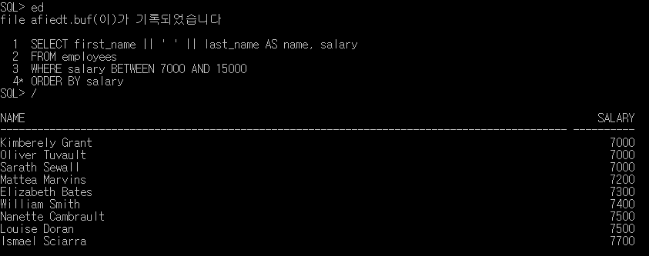 SQL> ed
file afiedt.buf(이)가 기록되었습니다
1 SELECT first_name || ' ' || last_name AS name, salary
2 FROM employees
3 WHERE salary BETWEEN 7000 AND 15000
4* ORDER BY salary
SQL> /
NAME SALARY
-------------------------------------------------------------------------------------------- ----------
Kimberely Grant 7000
Oliver Tuvault 7000
Sarath Sewall 7000
Mattea Marvins 7200
Elizabeth Bates 7300
William Smith 7400
Nanette Cambrault 7500
Louise Doran 7500
Ismael Sciarra 7700